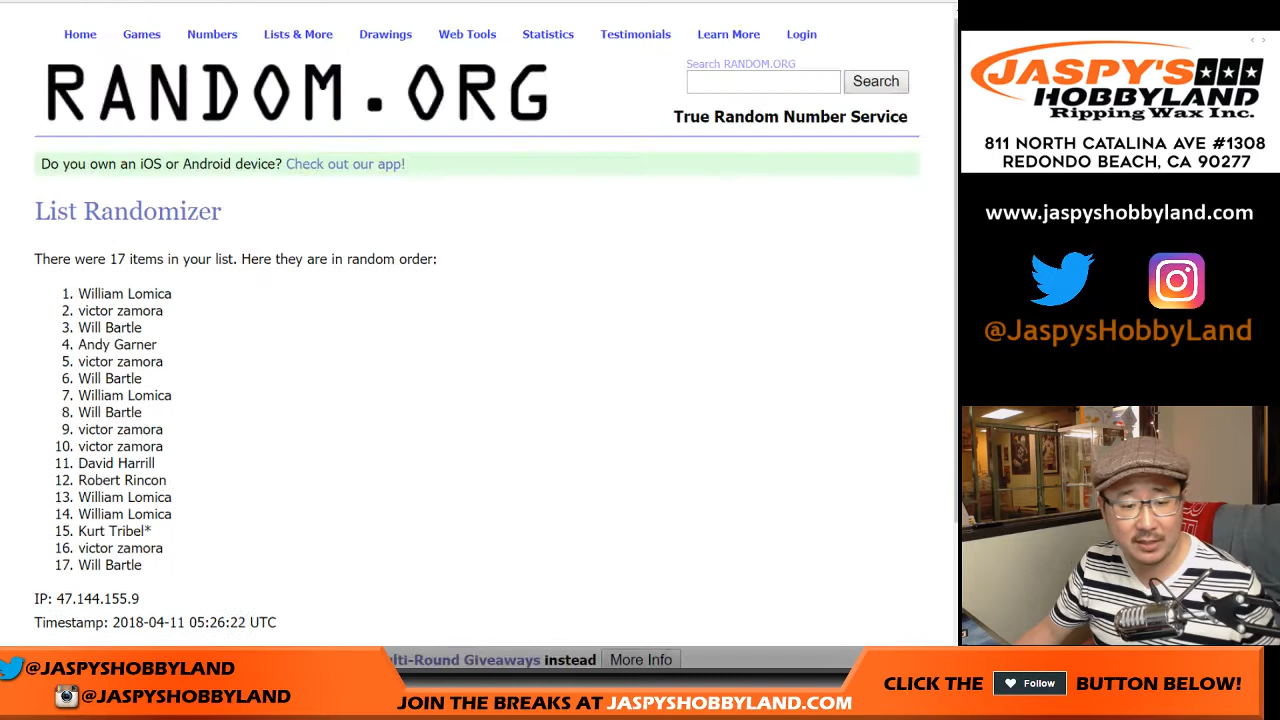 Home Games Numbers Lists & More Drawings Web Tools Statistics Testimonials Learn More Login
RANDOM.ORG
Search RANDOM.ORG
Search
True Random Number Service
Do you own an iOS or Android device? Check out our app!
List Randomizer
There were 17 items in your list. Here they are in random order:
1. William Lomica
2. victor zamora
3. Will Bartle
4. Andy Garner
5. victor zamora
6. Will Bartle
7. William Lomica
8. Will Bartle
9. victor zamora
10. victor zamora
11. David Harrill
12. Robert Rincon
13. William Lomica
14. William Lomica
15. Kurt Tribel*
16. victor zamora
17. Will Bartle
IP: 47.144.155.9
Timestamp: 2018-04-11 05:26:22 UTC
lti-Round Giveaways instead More Info
JASPY'S
HOBBYLAND
Ripping Wax Inc.
811 NORTH CATALINA AVE #1308
REDONDO BEACH, CA 90277
www.jaspyshobbyland.com
@JaspysHobbyLand
@JASPYSHOBBYLAND
@JASPYSHOBBYLAND
JOIN THE BREAKS AT JASPYSHOBBYLAND.COM
CLICK THE Follow BUTTON BELOW!